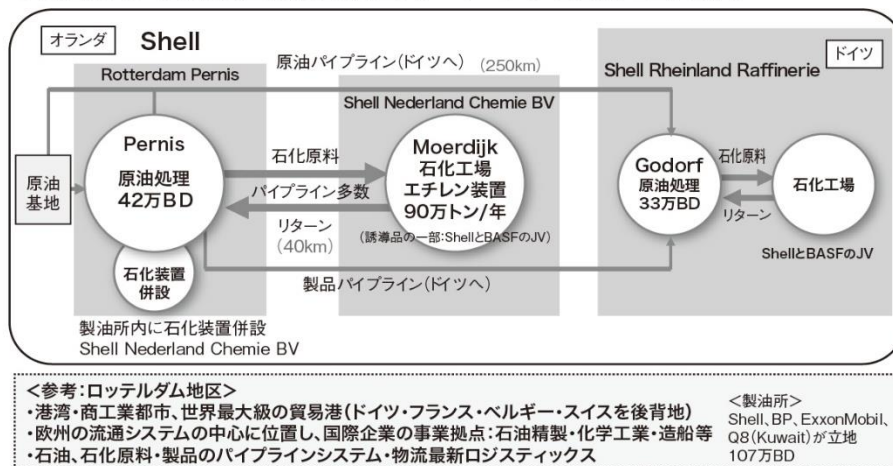 オランダ
Shell
ドイツ
Rotterdam Pernis
原油パイプライン(ドイツへ) (250km)
Shell Rheinland Raffinerie
Shell Nederland Chemie BV
原油
基地
Pernis
原油処理
42万BD
石化原料
パイプライン多数
リターン
(40km)
Moerdijk
石化工場
エチレン装置
90万トン/年
(誘導品の一部:ShellとBASFのJV)
Godorf
原油処理
33万BD
石化原料
リターン
石化工場
ShellとBASFのJV
石化装置
併設
製品パイプライン(ドイツへ)
製油所内に石化装置併設
Shell Nederland Chemie BV
<参考:ロッテルダム地区>
・港湾・商工業都市、世界最大級の貿易港(ドイツ・フランス・ベルギー・スイスを後背地)
・欧州の流通システムの中心に位置し、国際企業の事業拠点:石油精製・化学工業・造船等
・石油、石化原料・製品のパイプラインシステム・物流最新ロジスティックス
<製油所>
Shell、BP、ExxonMobil、
Q8(Kuwait)が立地
107万BD